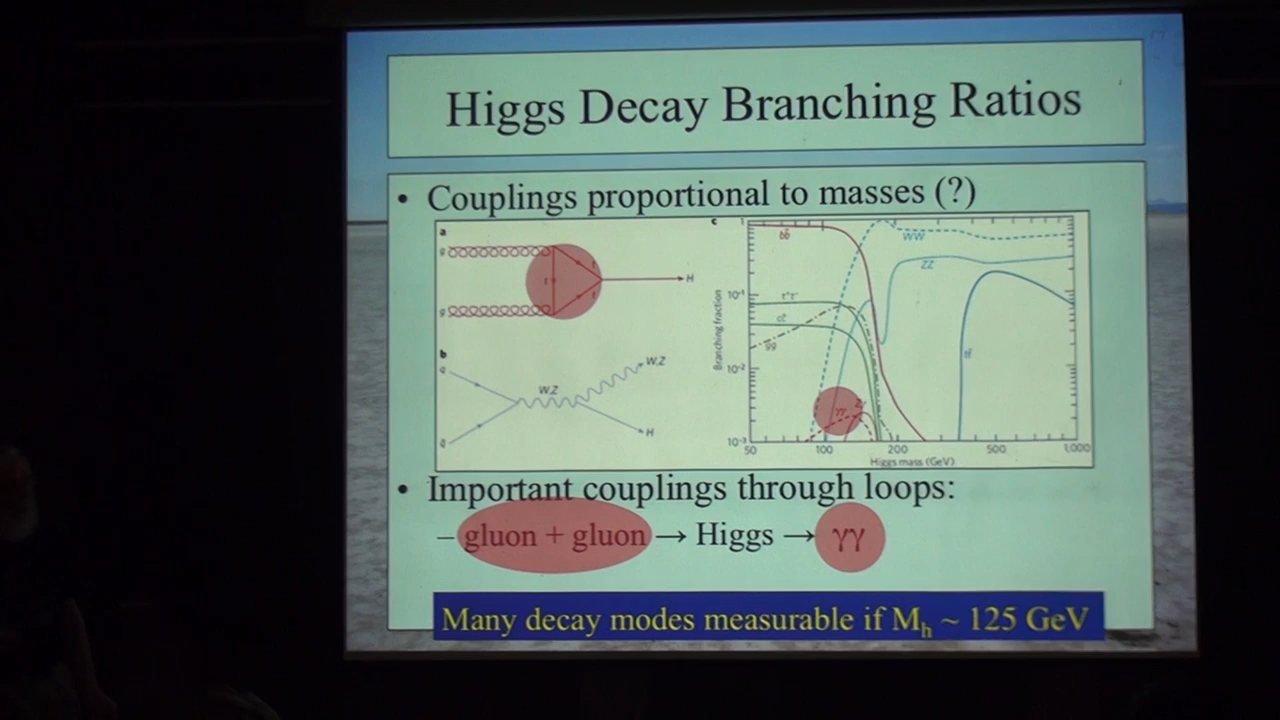 Higgs Decay Branching Ratios
• Couplings proportional to masses (?)
a
g
t
t
t
H
g
b
q
W,Z
W,Z
H
q
c
1
bb̄
WW
ZZ
10⁻¹
τ⁺τ⁻
cc̄
gg
Branching fraction
10⁻²
tt̄
γγ
10⁻³
50
100
200
500
1,000
Higgs mass (GeV)
• Important couplings through loops:
– gluon + gluon → Higgs → γγ
Many decay modes measurable if Mₕ ~ 125 GeV